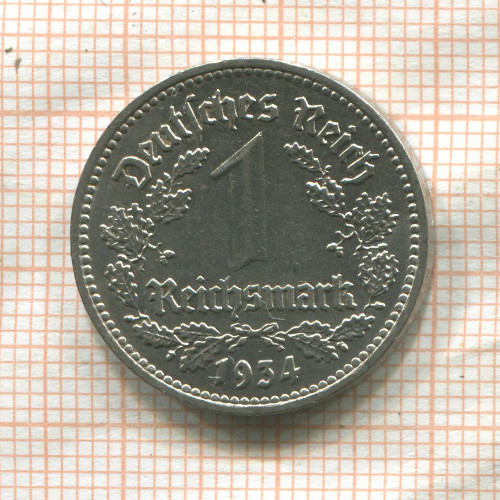 Deutsches Reich
1
Reichsmark
1934